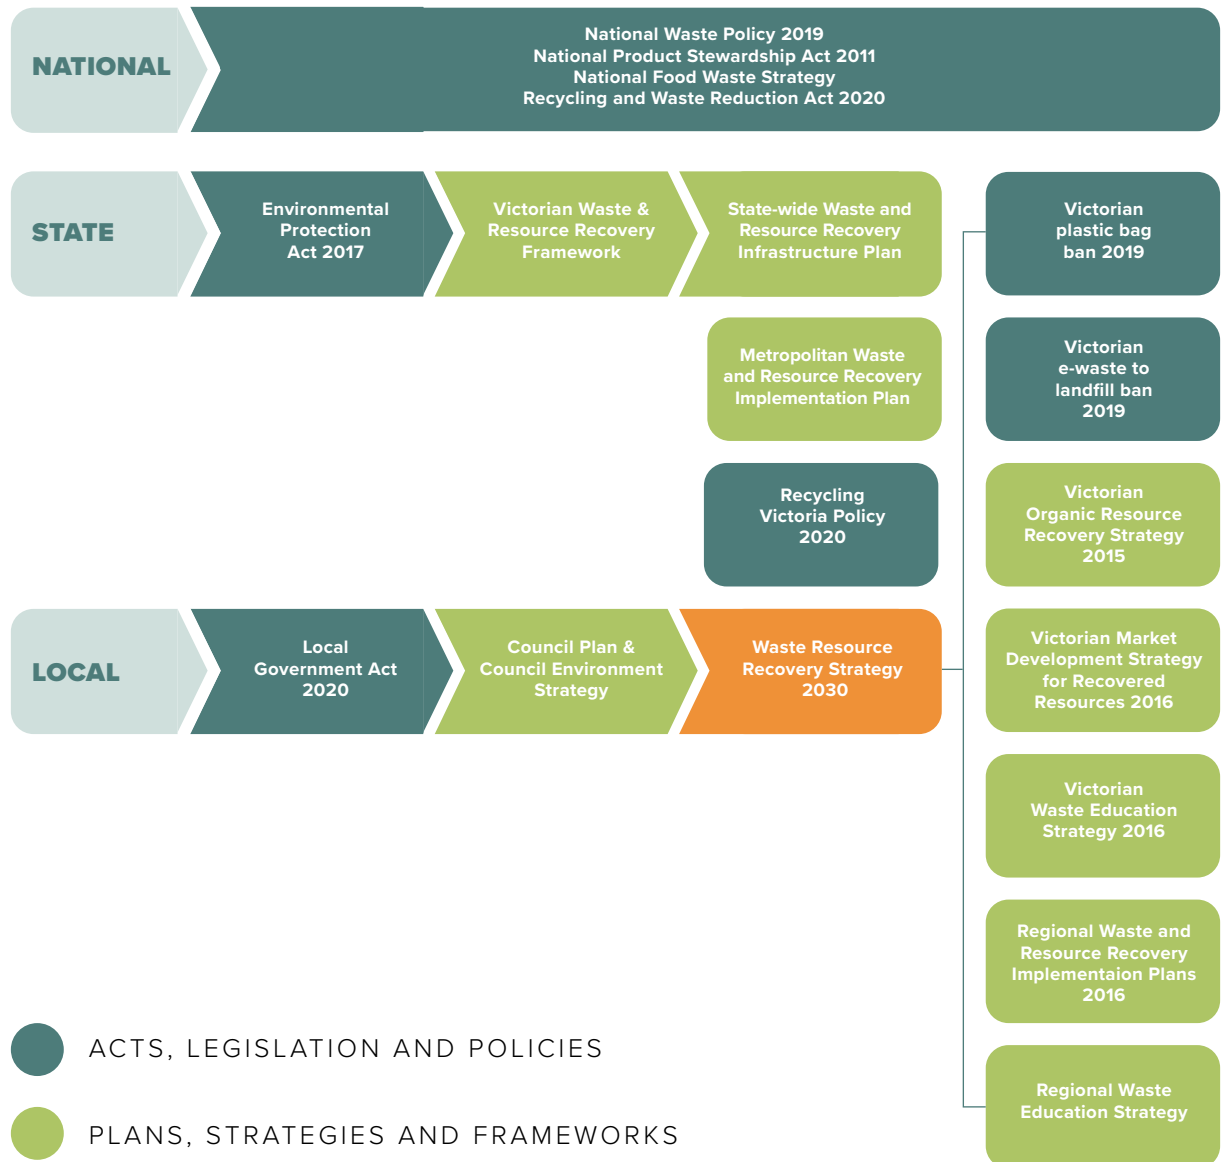 NATIONAL
National Waste Policy 2019
National Product Stewardship Act 2011
National Food Waste Strategy
Recycling and Waste Reduction Act 2020
STATE
Environmental
Protection
Act 2017
Victorian Waste &
Resource Recovery
Framework
State-wide Waste and
Resource Recovery
Infrastructure Plan
Metropolitan Waste
and Resource Recovery
Implementation Plan
Recycling
Victoria Policy
2020
LOCAL
Local
Government Act
2020
Council Plan &
Council Environment
Strategy
Waste Resource
Recovery Strategy
2030
Victorian
plastic bag
ban 2019
Victorian
e-waste to
landfill ban
2019
Victorian
Organic Resource
Recovery Strategy
2015
Victorian Market
Development Strategy
for Recovered
Resources 2016
Victorian
Waste Education
Strategy 2016
Regional Waste and
Resource Recovery
Implementaion Plans
2016
Regional Waste
Education Strategy
ACTS, LEGISLATION AND POLICIES
PLANS, STRATEGIES AND FRAMEWORKS